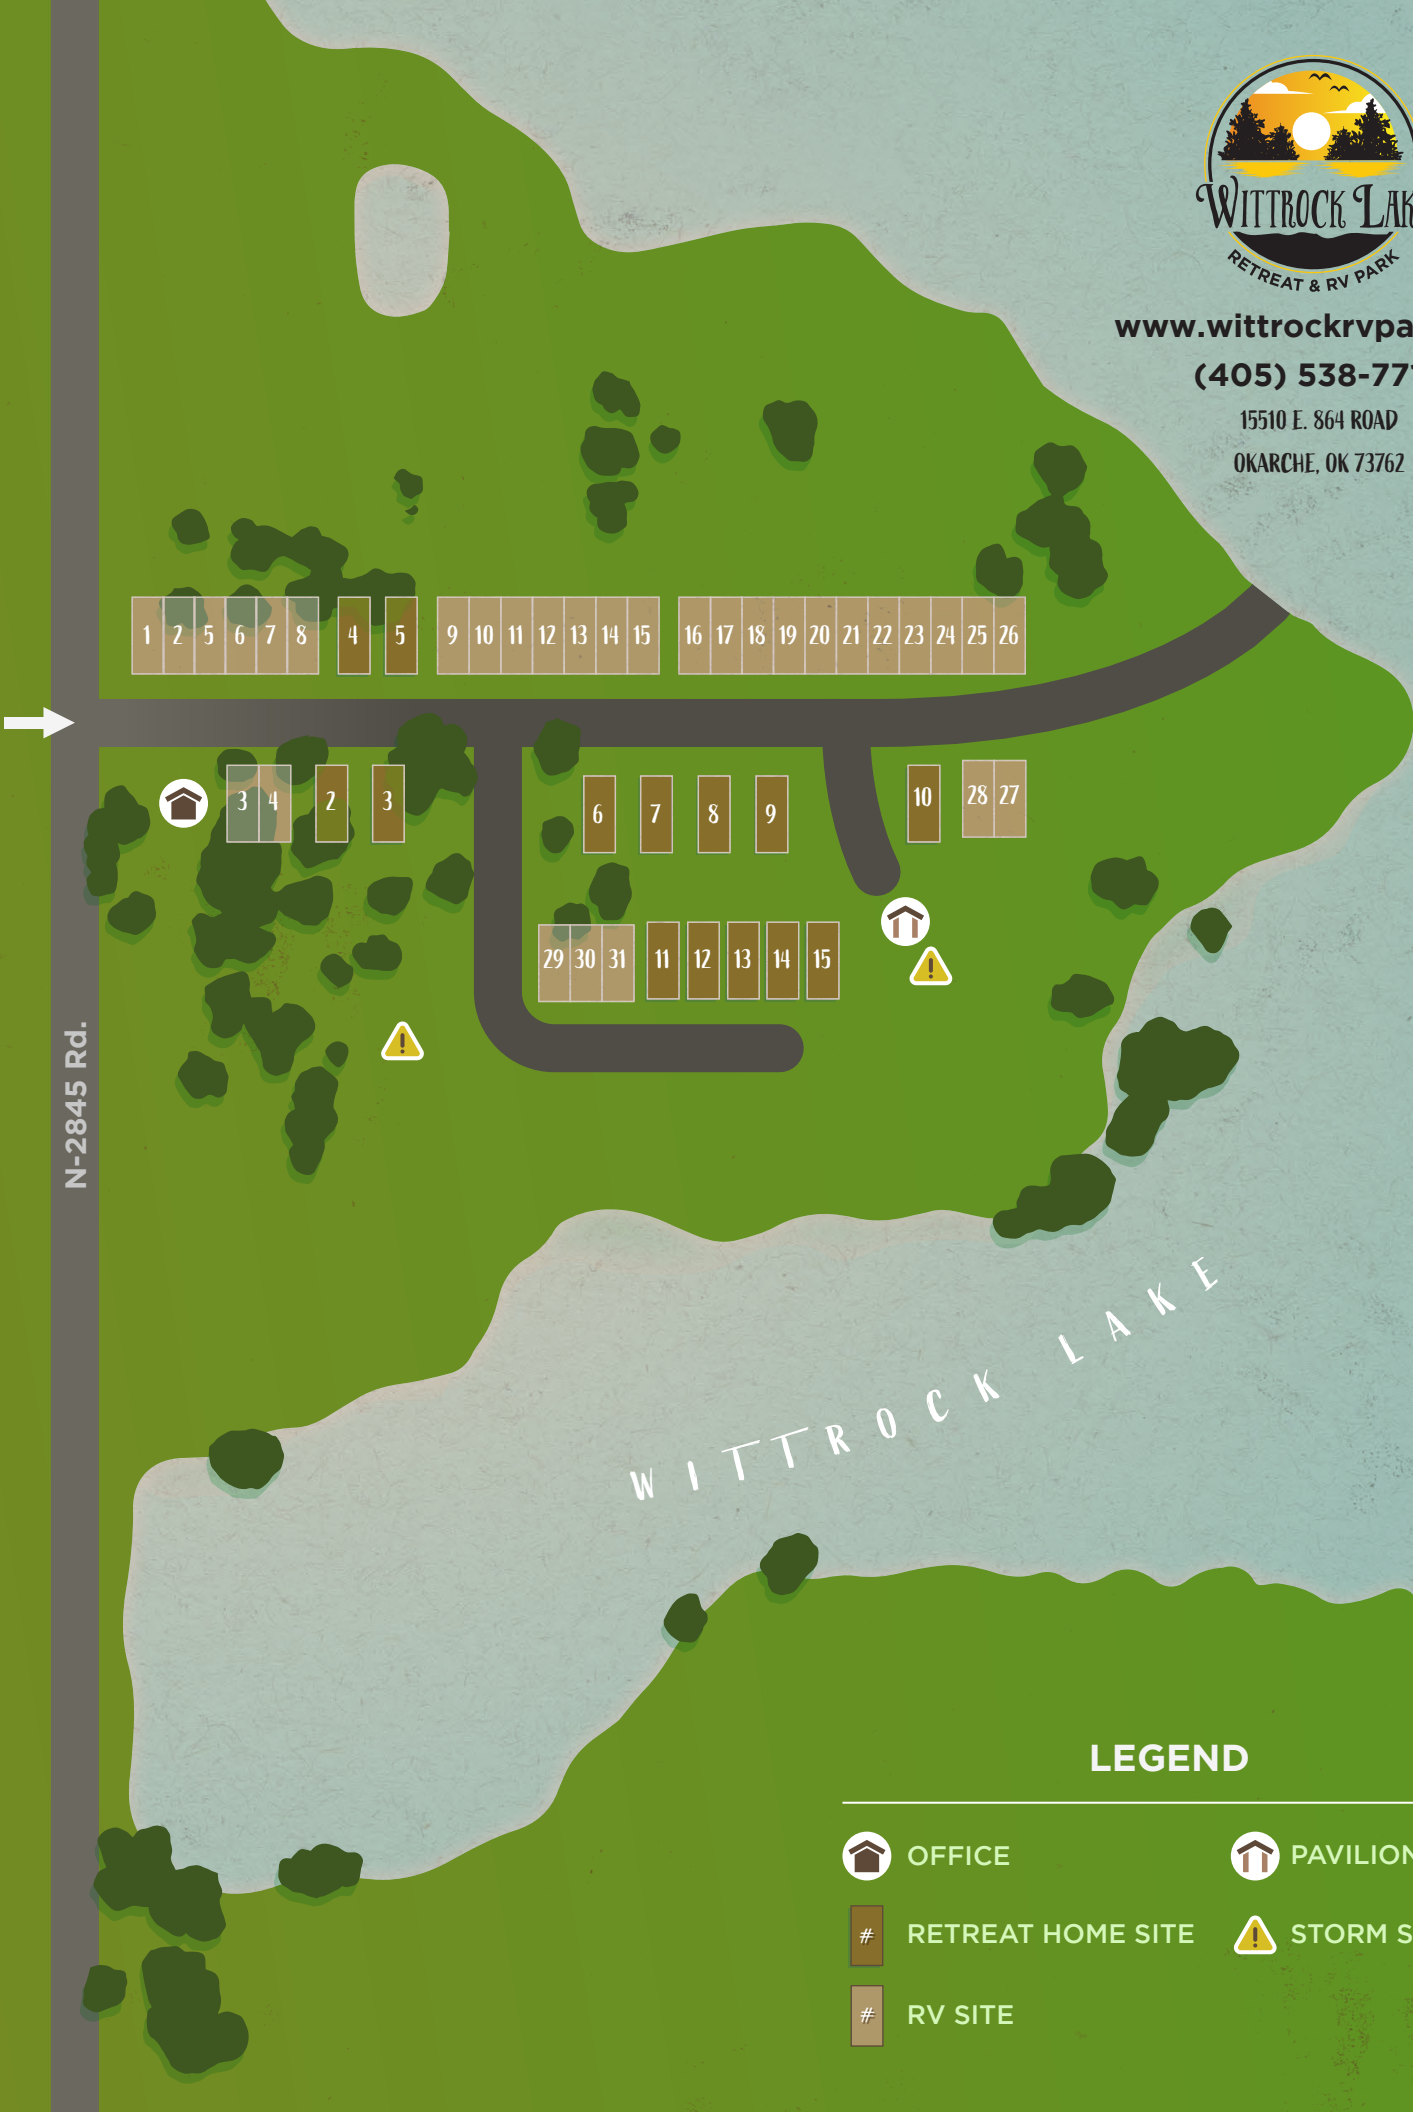 WITTROCK LAK
RETREAT & RV PARK
www.wittrockrvpa
(405) 538-77
15510 E. 864 ROAD
OKARCHE, OK 73762
1 2 5 6 7 8 4 5 9 10 11 12 13 14 15 16 17 18 19 20 21 22 23 24 25 26
3 4 2 3 6 7 8 9 10 28 27
29 30 31 11 12 13 14 15
N-2845 Rd.
WITTROCK LAKE
LEGEND
OFFICE
PAVILION
# RETREAT HOME SITE
STORM S
# RV SITE